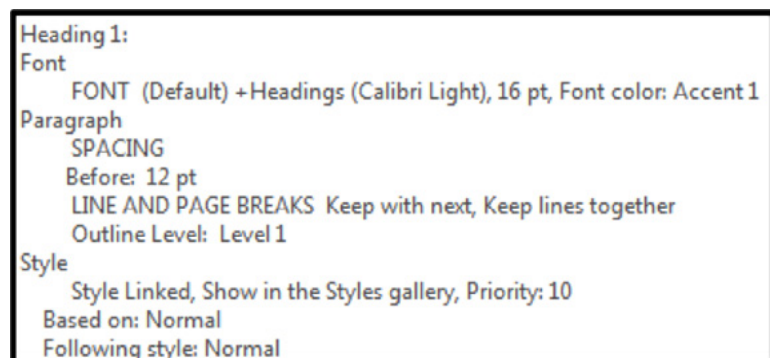 Heading 1:
Font
FONT (Default) +Headings (Calibri Light), 16 pt, Font color: Accent 1
Paragraph
SPACING
Before: 12 pt
LINE AND PAGE BREAKS Keep with next, Keep lines together
Outline Level: Level 1
Style
Style Linked, Show in the Styles gallery, Priority: 10
Based on: Normal
Following style: Normal